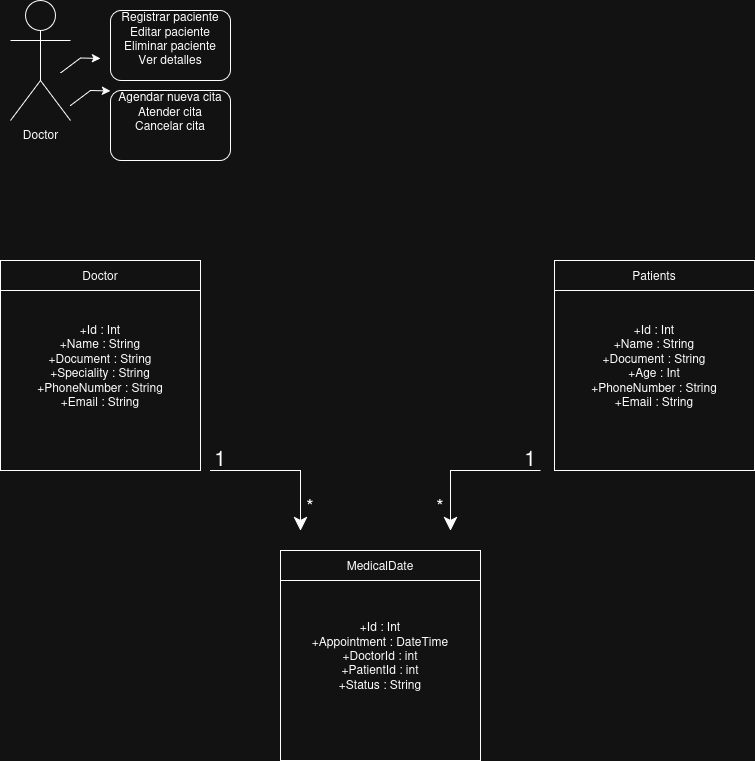 Registrar paciente
Editar paciente
Eliminar paciente
Ver detalles
Agendar nueva cita
Atender cita
Cancelar cita
Doctor
Doctor
+Id : Int
+Name : String
+Document : String
+Speciality : String
+PhoneNumber : String
+Email : String
Patients
+Id : Int
+Name : String
+Document : String
+Age : Int
+PhoneNumber : String
+Email : String
1
1
*
*
MedicalDate
+Id : Int
+Appointment : DateTime
+DoctorId : int
+PatientId : int
+Status : String